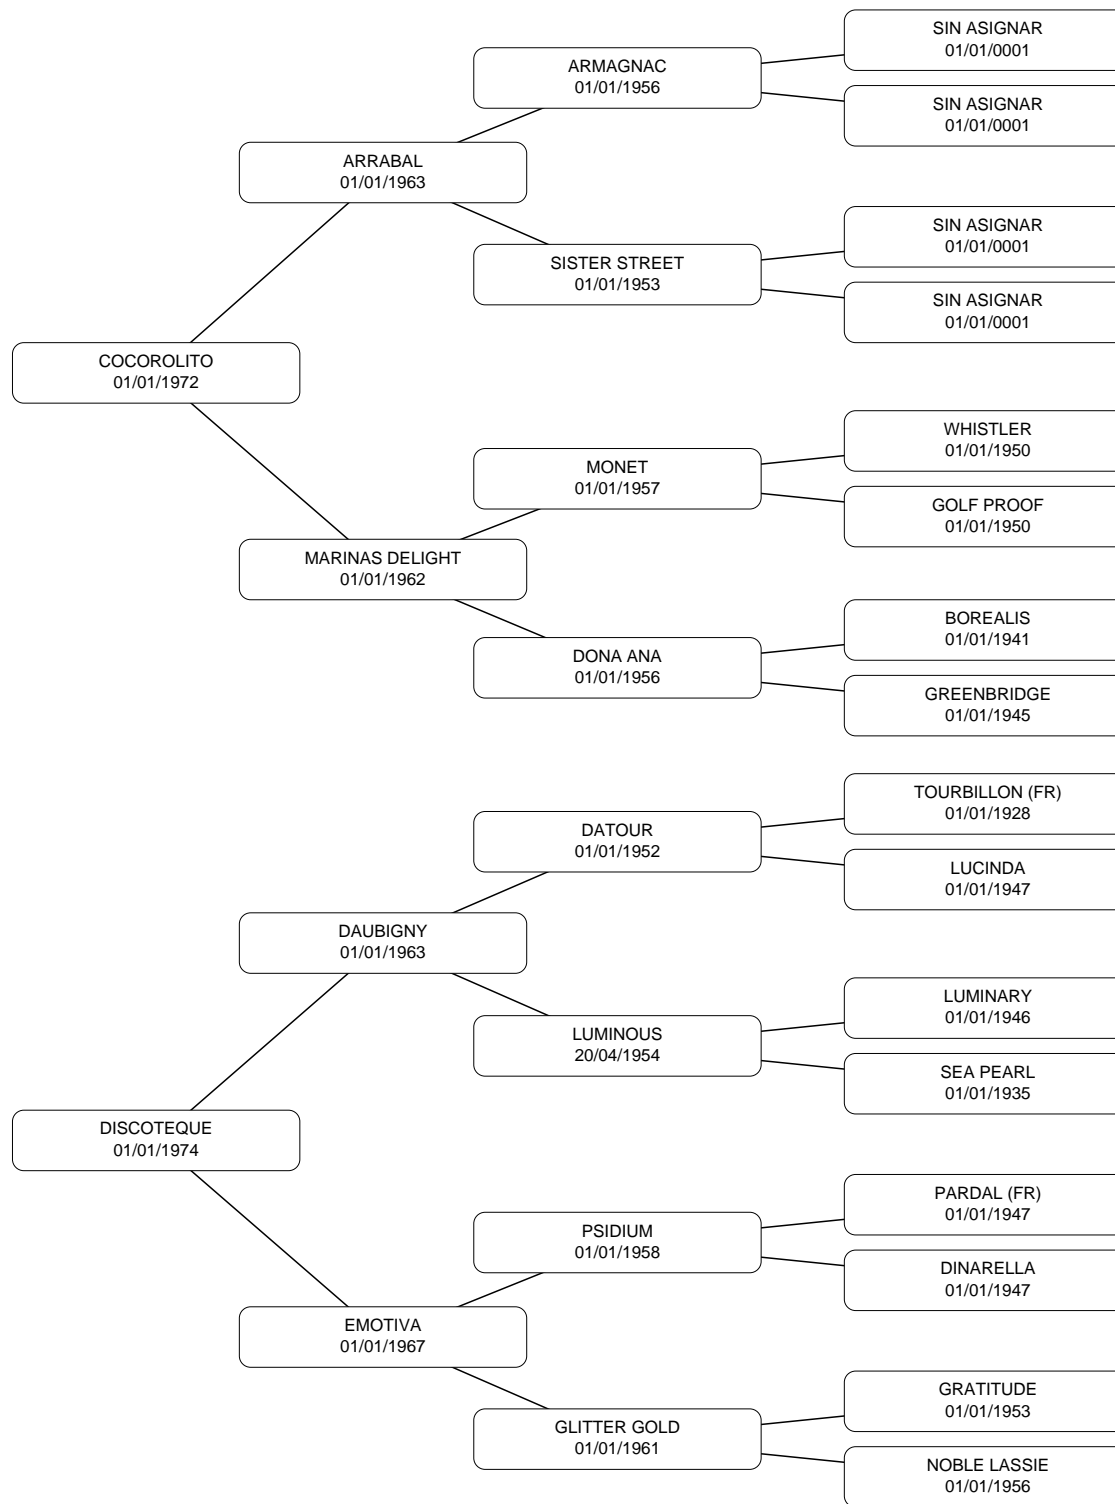 SIN ASIGNAR
01/01/0001
ARMAGNAC
01/01/1956
SIN ASIGNAR
01/01/0001
ARRABAL
01/01/1963
SIN ASIGNAR
01/01/0001
SISTER STREET
01/01/1953
SIN ASIGNAR
01/01/0001
COCOROLITO
01/01/1972
WHISTLER
01/01/1950
MONET
01/01/1957
GOLF PROOF
01/01/1950
MARINAS DELIGHT
01/01/1962
BOREALIS
01/01/1941
DONA ANA
01/01/1956
GREENBRIDGE
01/01/1945
TOURBILLON (FR)
01/01/1928
DATOUR
01/01/1952
LUCINDA
01/01/1947
DAUBIGNY
01/01/1963
LUMINARY
01/01/1946
LUMINOUS
20/04/1954
SEA PEARL
01/01/1935
DISCOTEQUE
01/01/1974
PARDAL (FR)
01/01/1947
PSIDIUM
01/01/1958
DINARELLA
01/01/1947
EMOTIVA
01/01/1967
GRATITUDE
01/01/1953
GLITTER GOLD
01/01/1961
NOBLE LASSIE
01/01/1956